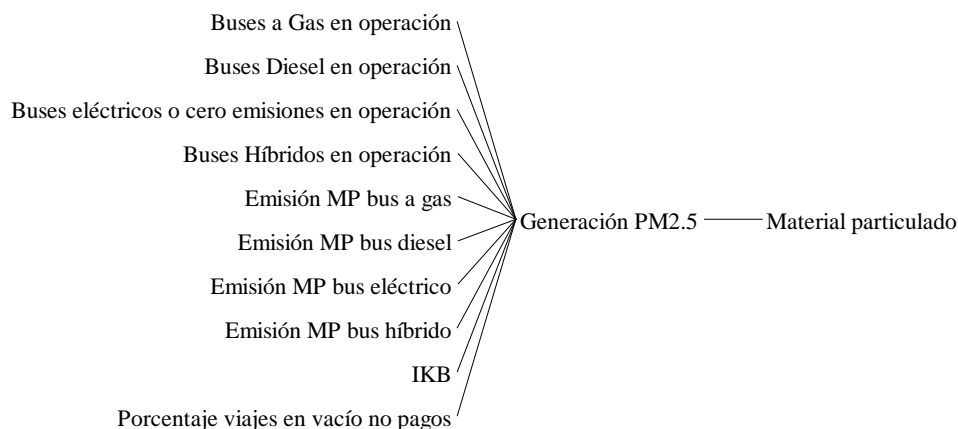 Buses a Gas en operación
Buses Diesel en operación
Buses eléctricos o cero emisiones en operación
Buses Híbridos en operación
Emisión MP bus a gas
Emisión MP bus diesel
Emisión MP bus eléctrico
Emisión MP bus híbrido
IKB
Porcentaje viajes en vacío no pagos
Generación PM2.5
Material particulado